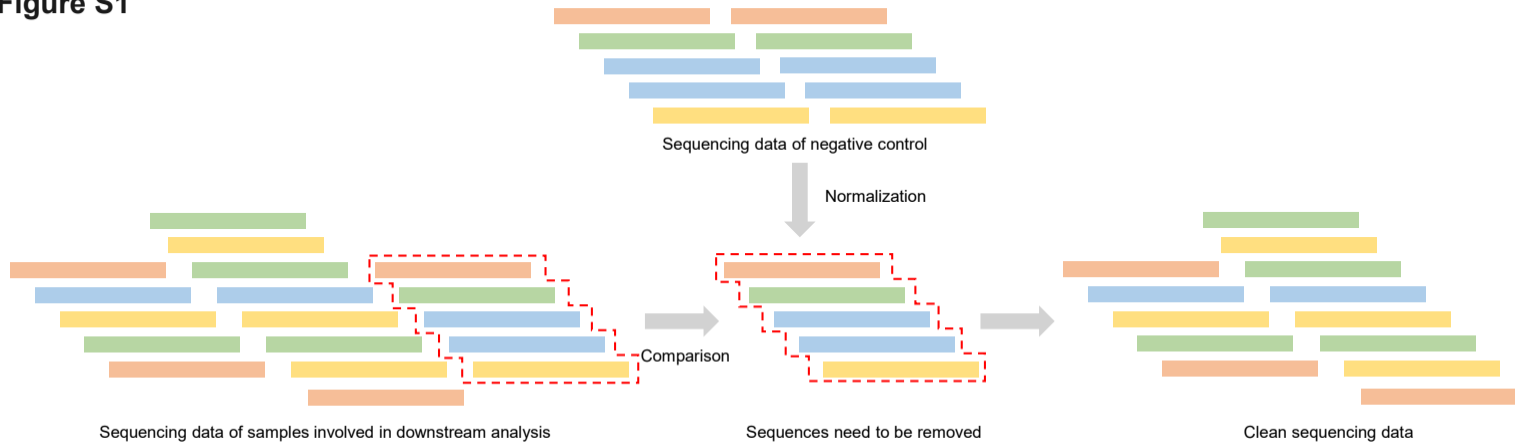 Figure S1
Sequencing data of negative control
Normalization
Comparison
Sequencing data of samples involved in downstream analysis
Sequences need to be removed
Clean sequencing data